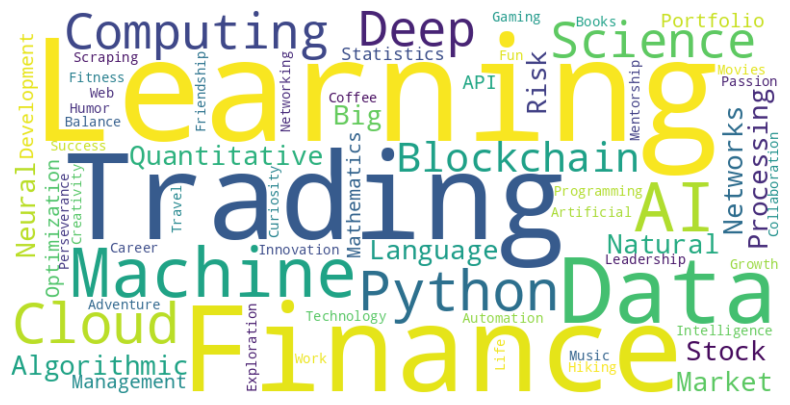 Computing
Deep
Gaming
Books
Portfolio
Science
Scraping
Statistics
Fun
Movies
Fitness
Web
Humor
Balance
Success
Development
Learning
Friendship
Networking
Coffee
Big
API
Risk
Mentorship
Passion
Quantitative
Mathematics
Blockchain
Networks
Processing
Collaboration
Neural
Optimization
Perseverance
Creativity
Trading
Travel
Curiosity
Programming
Artificial
AI
Career
Innovation
Language
Natural
Leadership
Growth
Machine
Python
Data
Adventure
Cloud
Exploration
Technology
Automation
Intelligence
Finance
Work
Life
Music
Hiking
Stock
Algorithmic
Management
Market